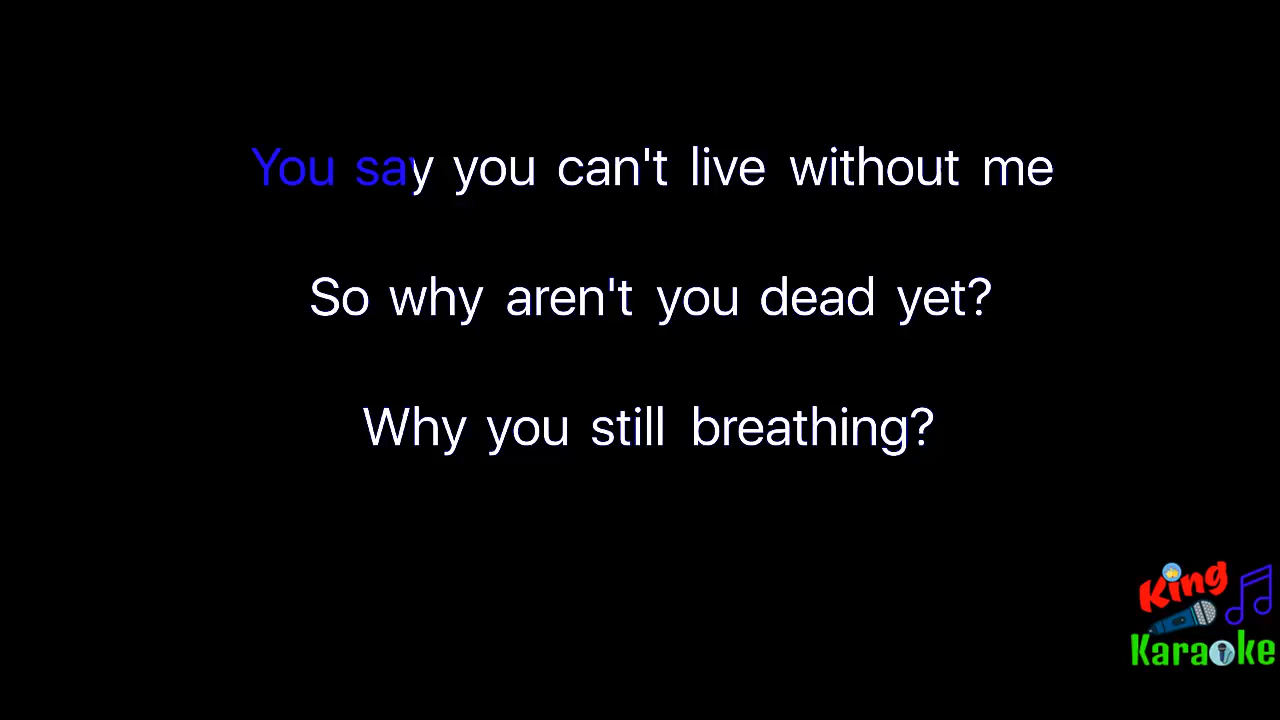 You say you can't live without me
So why aren't you dead yet?
Why you still breathing?
King
Karaoke